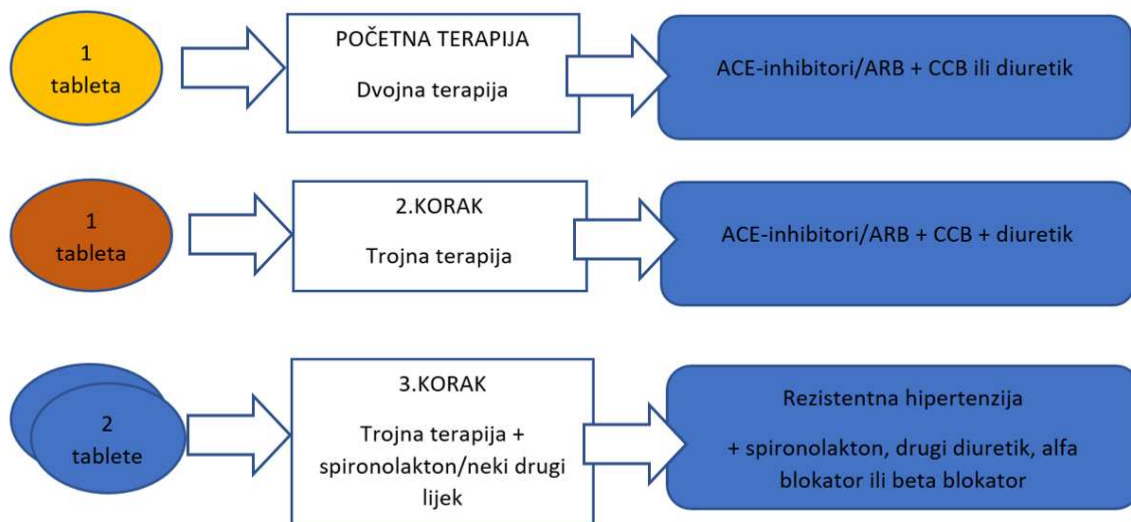 1
tableta
POČETNA TERAPIJA
Dvojna terapija
ACE-inhibitori/ARB + CCB ili diuretik
1
tableta
2.KORAK
Trojna terapija
ACE-inhibitori/ARB + CCB + diuretik
2
tablete
3.KORAK
Trojna terapija +
spironolakton/neki drugi
lijek
Rezistentna hipertenzija
+ spironolakton, drugi diuretik, alfa
blokator ili beta blokator